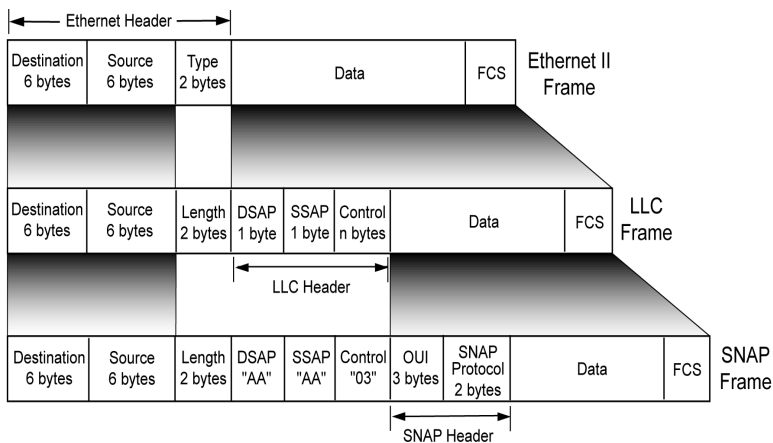 Ethernet Header
Destination
6 bytes
Source
6 bytes
Type
2 bytes
Data
FCS
Ethernet II
Frame
Destination
6 bytes
Source
6 bytes
Length
2 bytes
DSAP
1 byte
SSAP
1 byte
Control
n bytes
Data
FCS
LLC
Frame
LLC Header
Destination
6 bytes
Source
6 bytes
Length
2 bytes
DSAP
"AA"
SSAP
"AA"
Control
"03"
OUI
3 bytes
SNAP
Protocol
2 bytes
Data
FCS
SNAP
Frame
SNAP Header